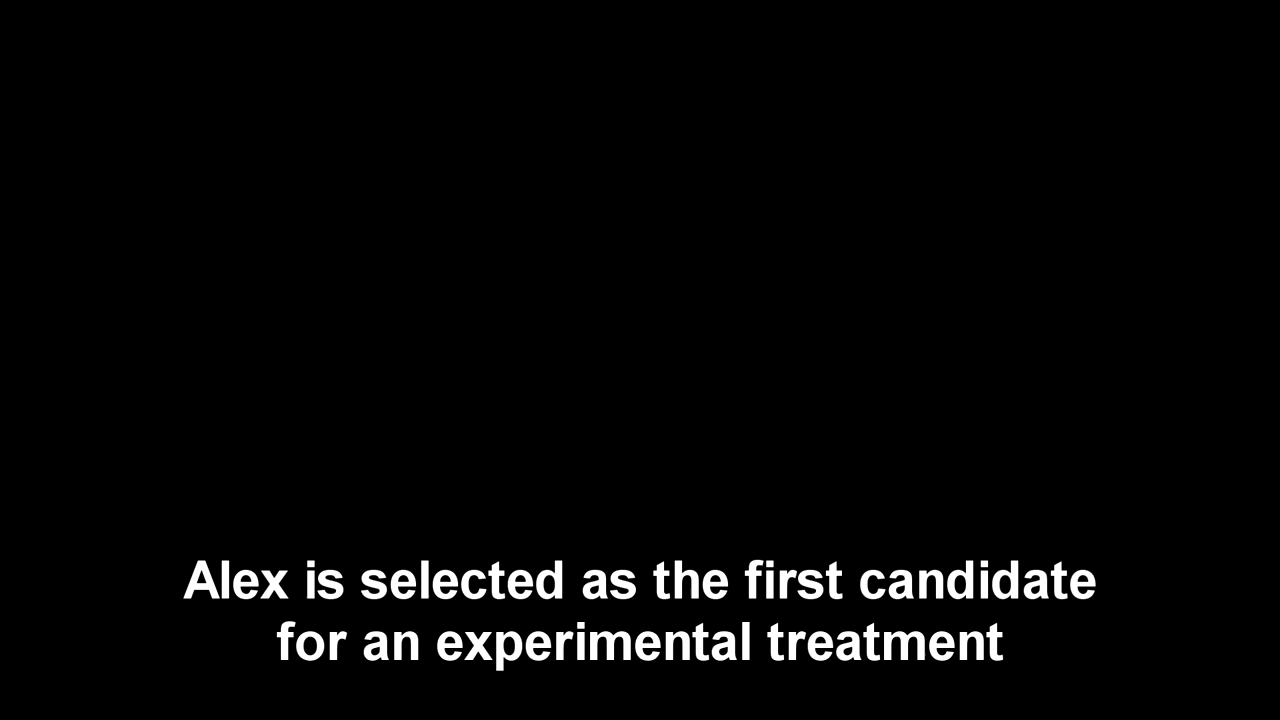 Alex is selected as the first candidate
for an experimental treatment